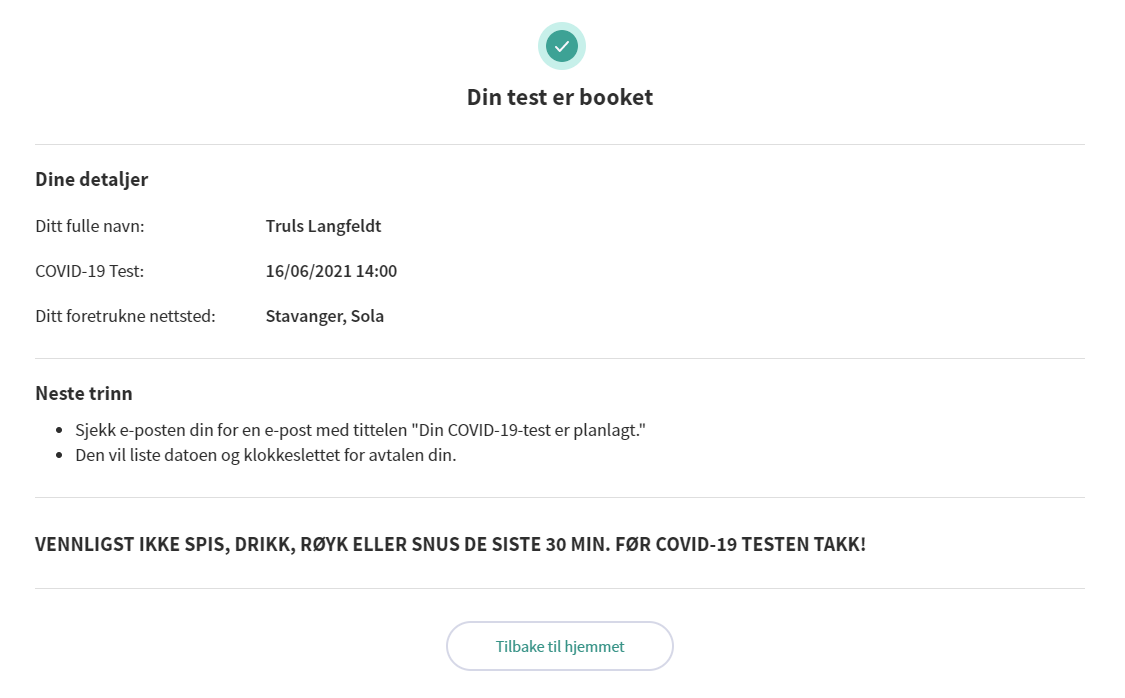 Din test er booket
Dine detaljer
Ditt fulle navn: Truls Langfeldt
COVID-19 Test: 16/06/2021 14:00
Ditt foretrukne nettsted: Stavanger, Sola
Neste trinn
• Sjekk e-posten din for en e-post med tittelen "Din COVID-19-test er planlagt."
• Den vil liste datoen og klokkeslettet for avtalen din.
VENNLIGST IKKE SPIS, DRIKK, RØYK ELLER SNUS DE SISTE 30 MIN. FØR COVID-19 TESTEN TAKK!
Tilbake til hjemmet